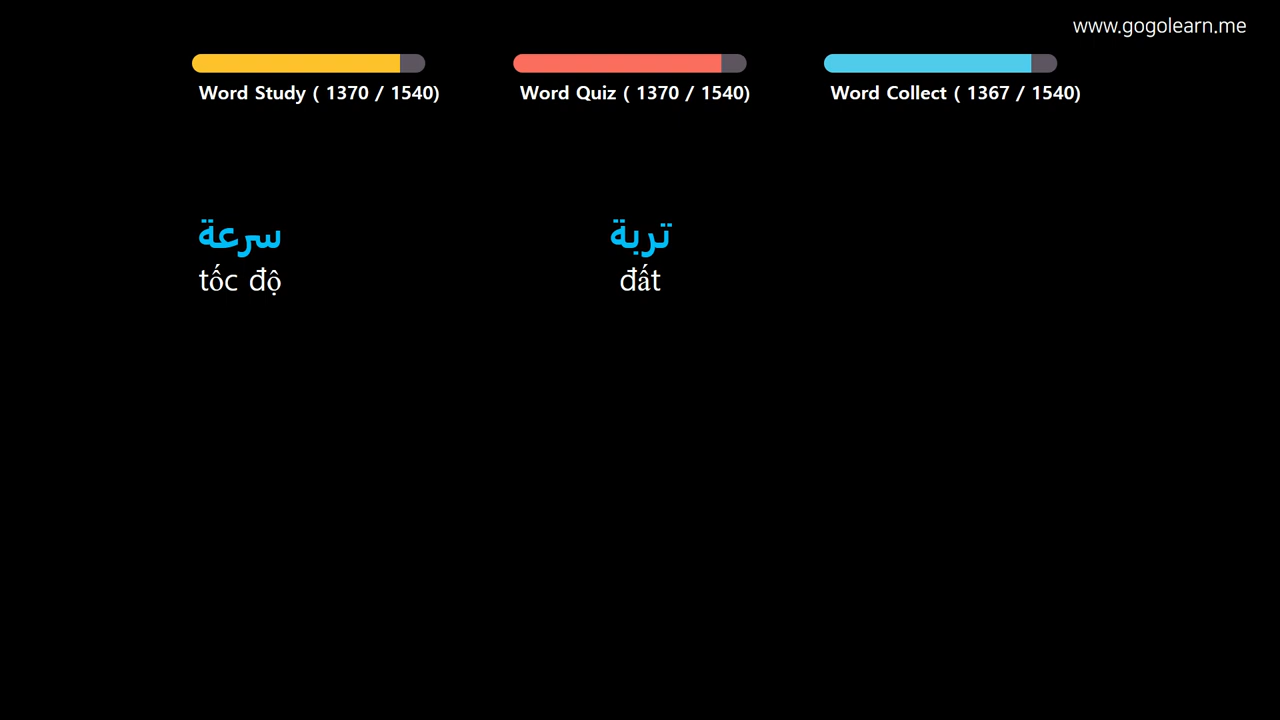 www.gogolearn.me
Word Study ( 1370 / 1540)
Word Quiz ( 1370 / 1540)
Word Collect ( 1367 / 1540)
سرعة
tốc độ
تربة
đất